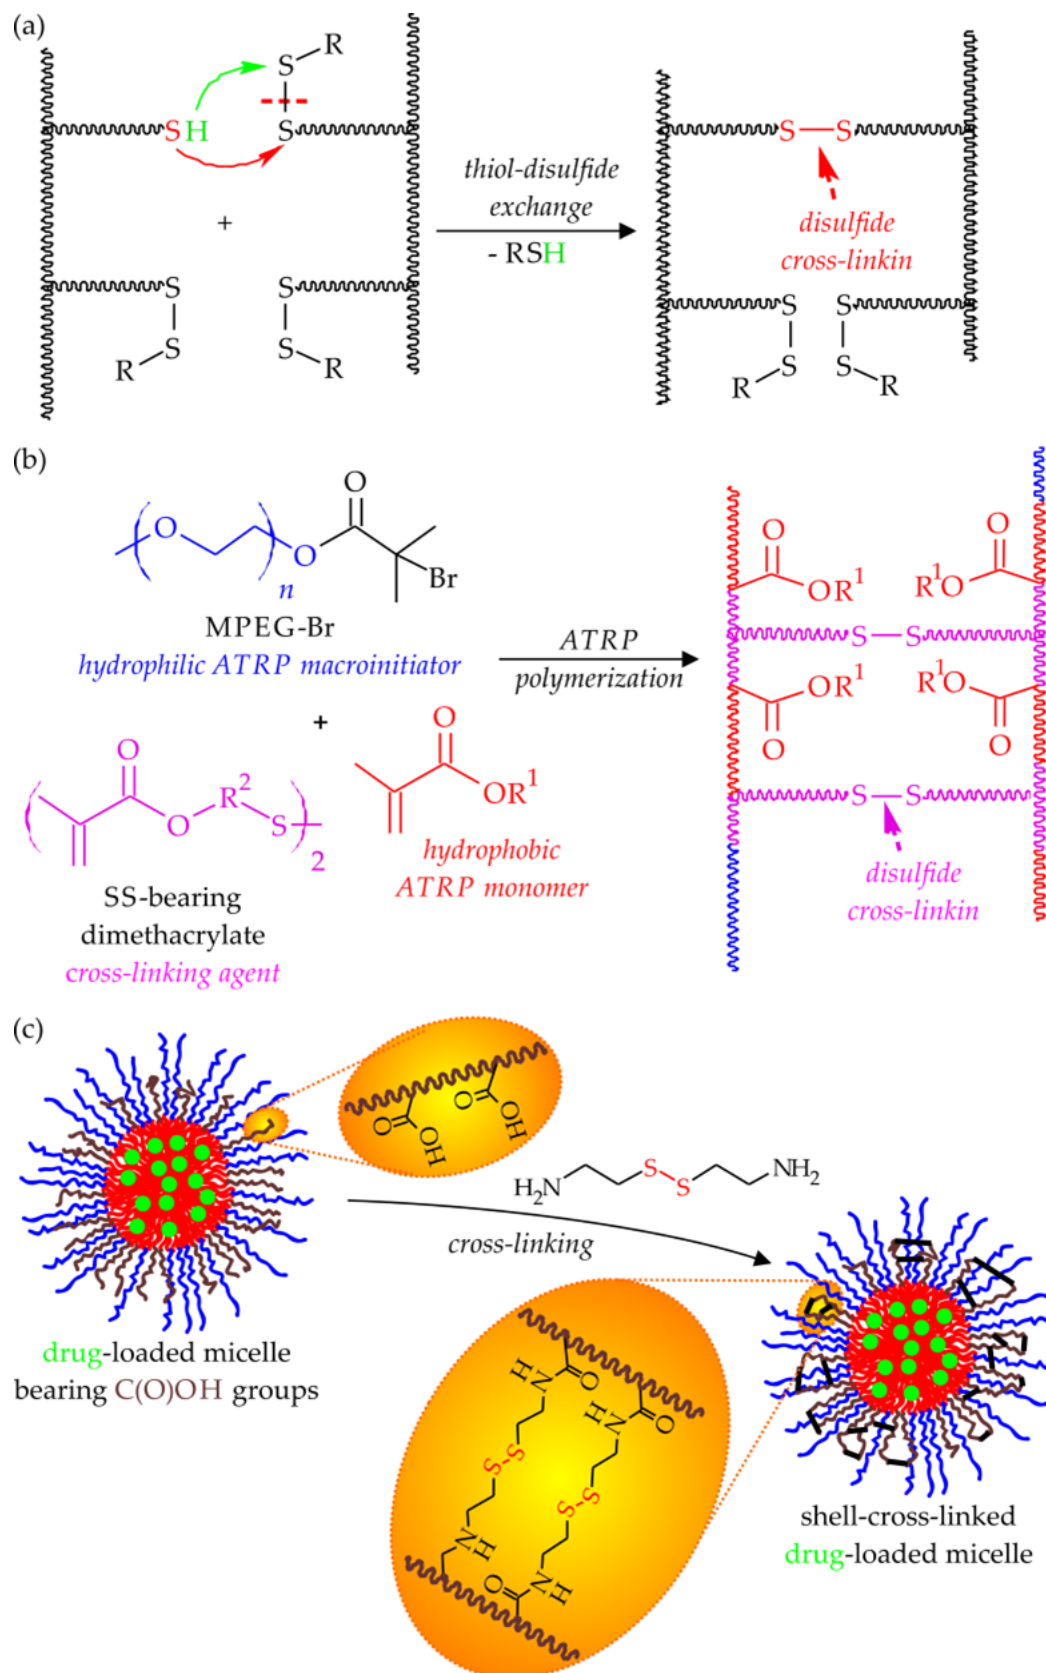 (a)
R
S
SH
S
thiol-disulfide
exchange
- RSH
+
S
S
S
S
R
R
S
S
disulfide
cross-linkin
S
S
S
S
R
R
(b)
O
O
O
n
Br
MPEG-Br
hydrophilic ATRP macroinitiator
+
O
O
R2
S
2
SS-bearing
dimethacrylate
cross-linking agent
O
OR1
hydrophobic
ATRP monomer
ATRP
polymerization
O
OR1
O
R1O
S
S
OR1
O
R1O
O
S
S
disulfide
cross-linkin
(c)
O
OH
O
OH
H2N
S
S
NH2
cross-linking
drug-loaded micelle
bearing C(O)OH groups
O
H
N
S-S
N
H
O
H
N
S-S
N
H
O
shell-cross-linked
drug-loaded micelle